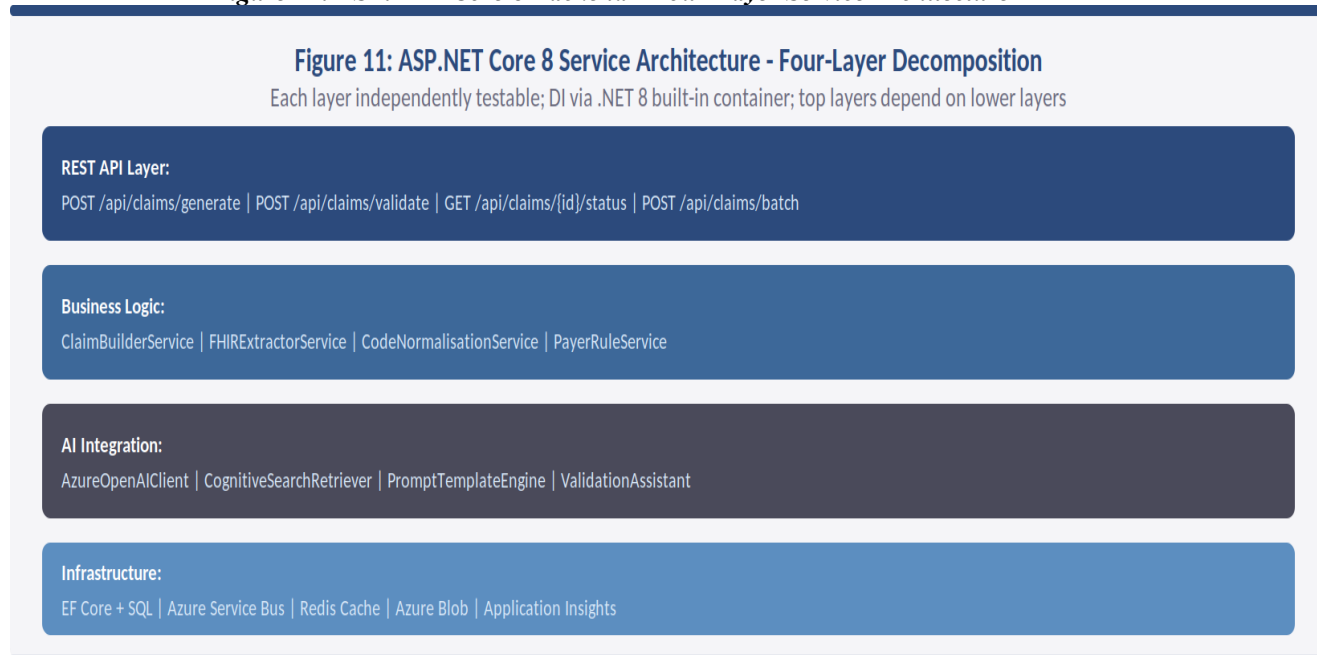 Figure 11: ASP.NET Core 8 Service Architecture - Four-Layer Decomposition
Each layer independently testable; DI via .NET 8 built-in container; top layers depend on lower layers
REST API Layer:
POST /api/claims/generate | POST /api/claims/validate | GET /api/claims/{id}/status | POST /api/claims/batch
Business Logic:
ClaimBuilderService | FHIRExtractorService | CodeNormalisationService | PayerRuleService
AI Integration:
AzureOpenAIClient | CognitiveSearchRetriever | PromptTemplateEngine | ValidationAssistant
Infrastructure:
EF Core + SQL | Azure Service Bus | Redis Cache | Azure Blob | Application Insights